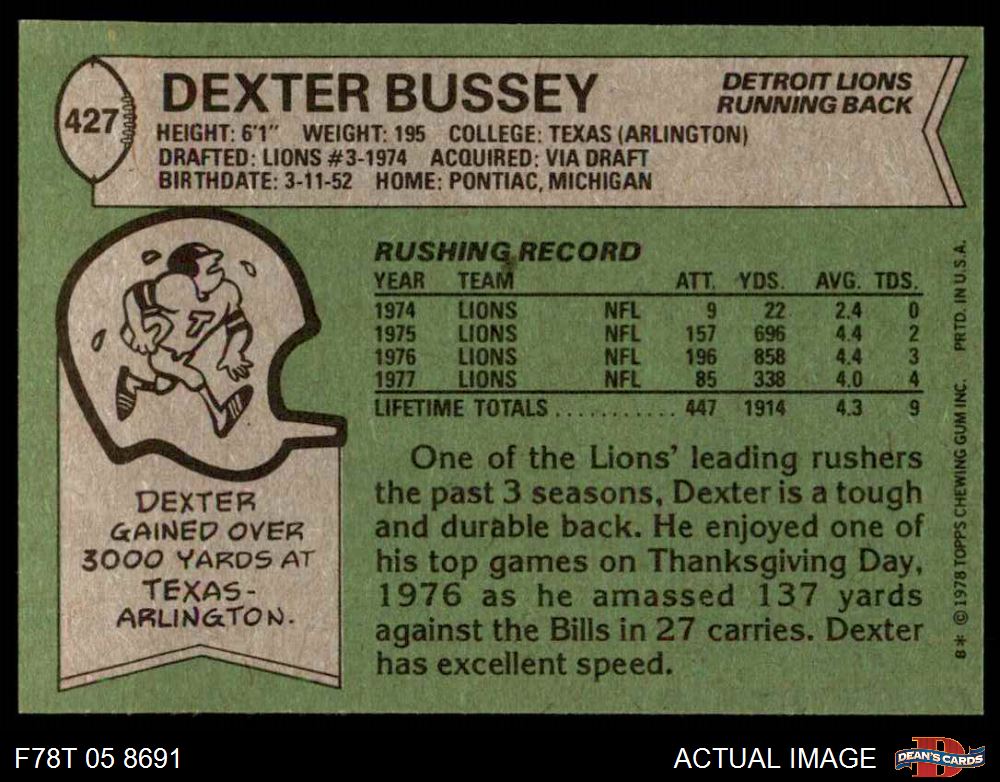 427
DEXTER BUSSEY
DETROIT LIONS
RUNNING BACK
HEIGHT: 6'1" WEIGHT: 195 COLLEGE: TEXAS (ARLINGTON)
DRAFTED: LIONS #3-1974 ACQUIRED: VIA DRAFT
BIRTHDATE: 3-11-52 HOME: PONTIAC, MICHIGAN
T
DEXTER
GAINED OVER
3000 YARDS AT
TEXAS-
ARLINGTON.
RUSHING RECORD
YEAR TEAM ATT. YDS. AVG. TDS.
1974 LIONS NFL 9 22 2.4 0
1975 LIONS NFL 157 696 4.4 2
1976 LIONS NFL 196 858 4.4 3
1977 LIONS NFL 85 338 4.0 4
LIFETIME TOTALS........... 447 1914 4.3 9
One of the Lions' leading rushers
the past 3 seasons, Dexter is a tough
and durable back. He enjoyed one of
his top games on Thanksgiving Day,
1976 as he amassed 137 yards
against the Bills in 27 carries. Dexter
has excellent speed.
8* ©1978 TOPPS CHEWING GUM INC. PRTD. IN U.S.A.
F78T 05 8691
ACTUAL IMAGE
D
DEAN'S CARDS